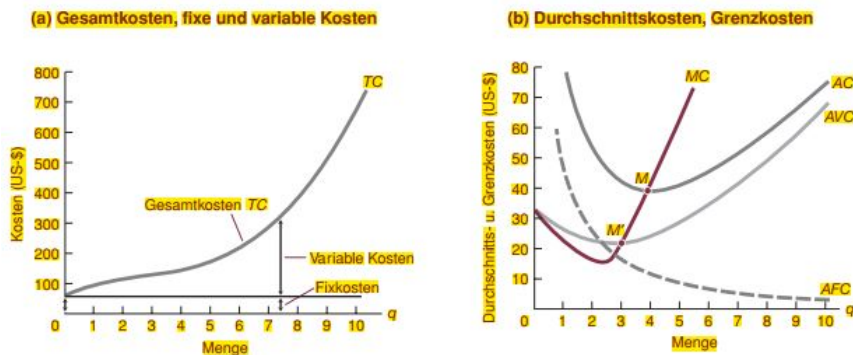 (a) Gesamtkosten, fixe und variable Kosten
800
700
600
500
400
300
200
100
0
Kosten (US-$)
TC
Gesamtkosten TC
Variable Kosten
Fixkosten
1 2 3 4 5 6 7 8 9 10 q
Menge
(b) Durchschnittskosten, Grenzkosten
80
70
60
50
40
30
20
10
0
Durchschnitts- u. Grenzkosten (US-$)
MC
AC
AVC
M
M'
AFC
1 2 3 4 5 6 7 8 9 10 q
Menge